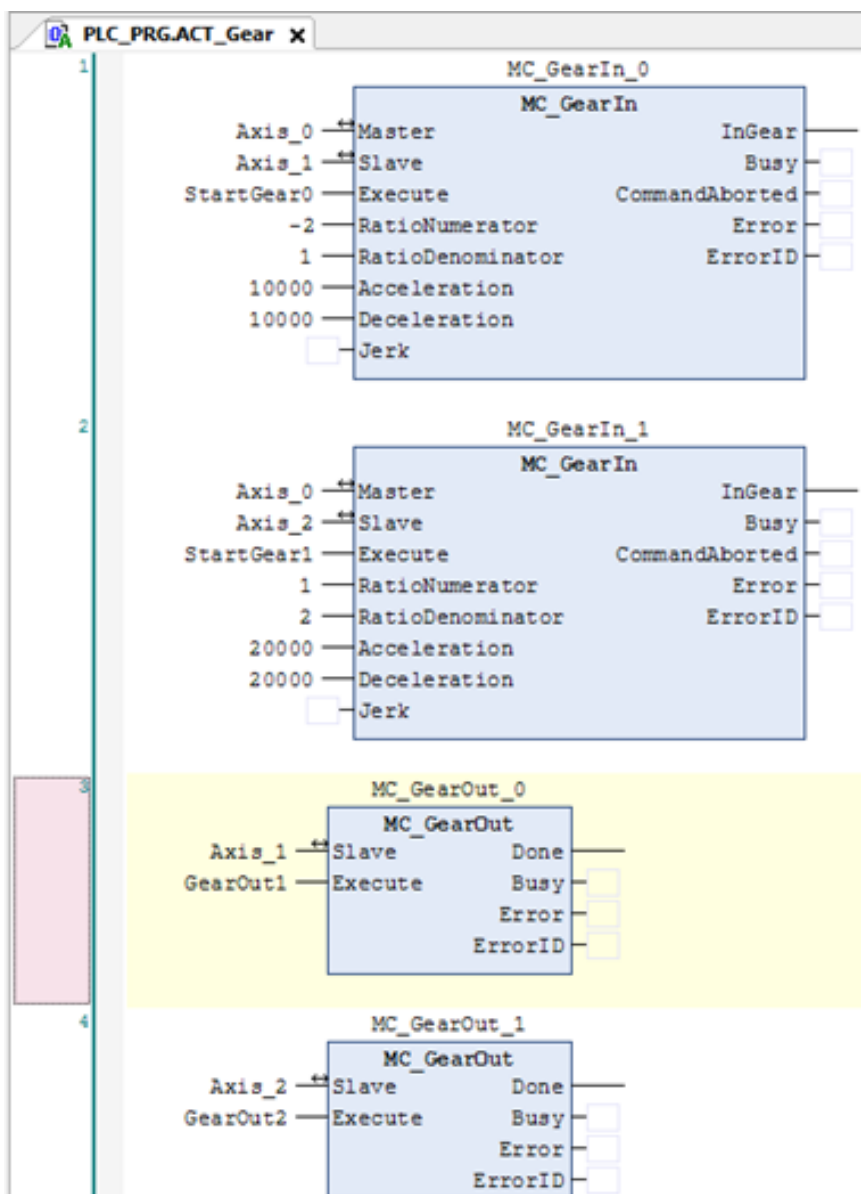 PLC_PRG.ACT_Gear x
1
MC_GearIn_0
MC_GearIn
Axis_0 Master InGear
Axis_1 Slave Busy
StartGear0 Execute CommandAborted
-2 RatioNumerator Error
1 RatioDenominator ErrorID
10000 Acceleration
10000 Deceleration
Jerk
2
MC_GearIn_1
MC_GearIn
Axis_0 Master InGear
Axis_2 Slave Busy
StartGear1 Execute CommandAborted
1 RatioNumerator Error
2 RatioDenominator ErrorID
20000 Acceleration
20000 Deceleration
Jerk
3
MC_GearOut_0
MC_GearOut
Axis_1 Slave Done
GearOut1 Execute Busy
Error
ErrorID
4
MC_GearOut_1
MC_GearOut
Axis_2 Slave Done
GearOut2 Execute Busy
Error
ErrorID